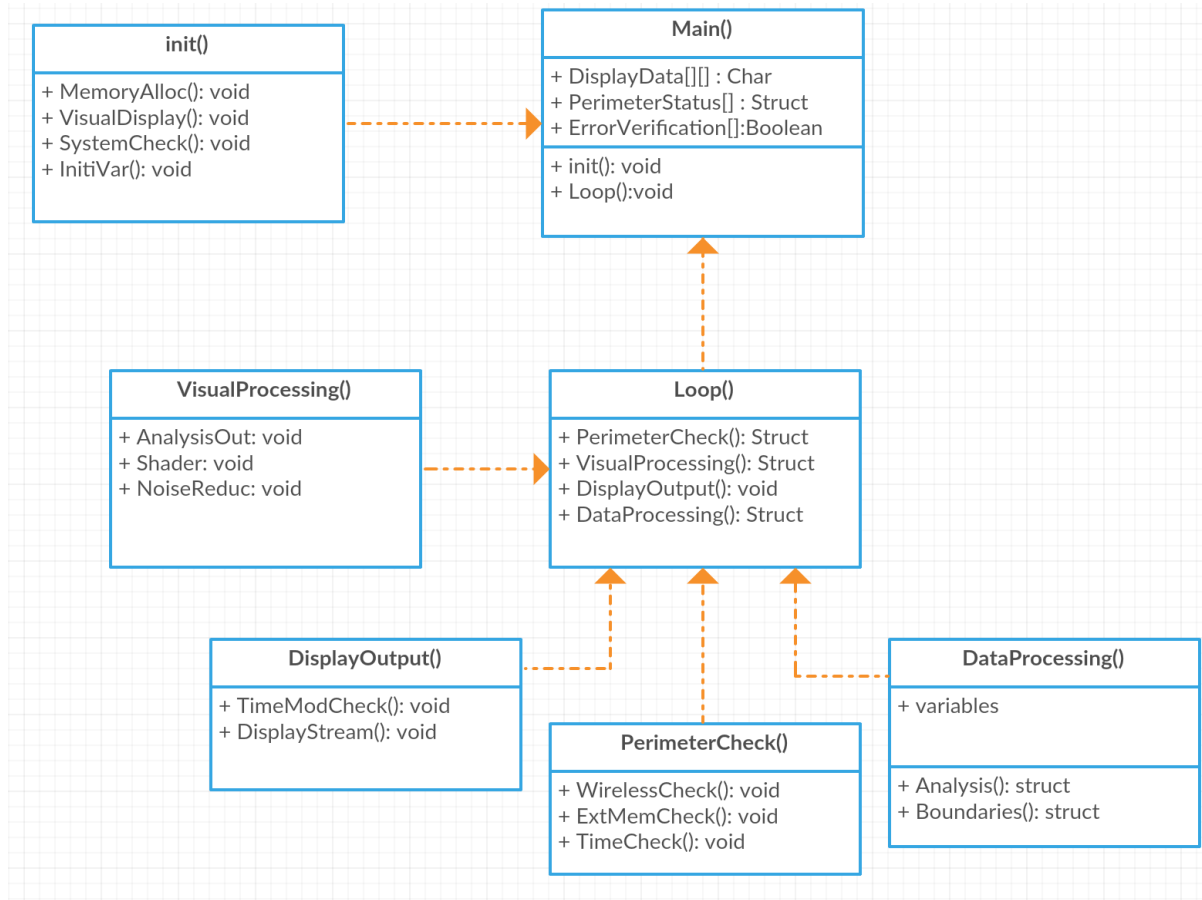 init()
+ MemoryAlloc(): void
+ VisualDisplay(): void
+ SystemCheck(): void
+ InitiVar(): void
Main()
+ DisplayData[][] : Char
+ PerimeterStatus[] : Struct
+ ErrorVerification[]:Boolean
+ init(): void
+ Loop():void
VisualProcessing()
+ AnalysisOut: void
+ Shader: void
+ NoiseReduc: void
Loop()
+ PerimeterCheck(): Struct
+ VisualProcessing(): Struct
+ DisplayOutput(): void
+ DataProcessing(): Struct
DisplayOutput()
+ TimeModCheck(): void
+ DisplayStream(): void
PerimeterCheck()
+ WirelessCheck(): void
+ ExtMemCheck(): void
+ TimeCheck(): void
DataProcessing()
+ variables
+ Analysis(): struct
+ Boundaries(): struct